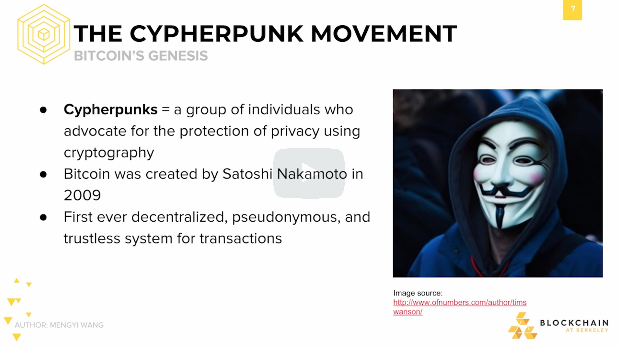 7
THE CYPHERPUNK MOVEMENT
BITCOIN'S GENESIS
● Cypherpunks = a group of individuals who
advocate for the protection of privacy using
cryptography
● Bitcoin was created by Satoshi Nakamoto in
2009
● First ever decentralized, pseudonymous, and
trustless system for transactions
Image source:
http://www.ofnumbers.com/author/tims
wanson/
AUTHOR: MENGYI WANG
BLOCKCHAIN
AT BERKELEY